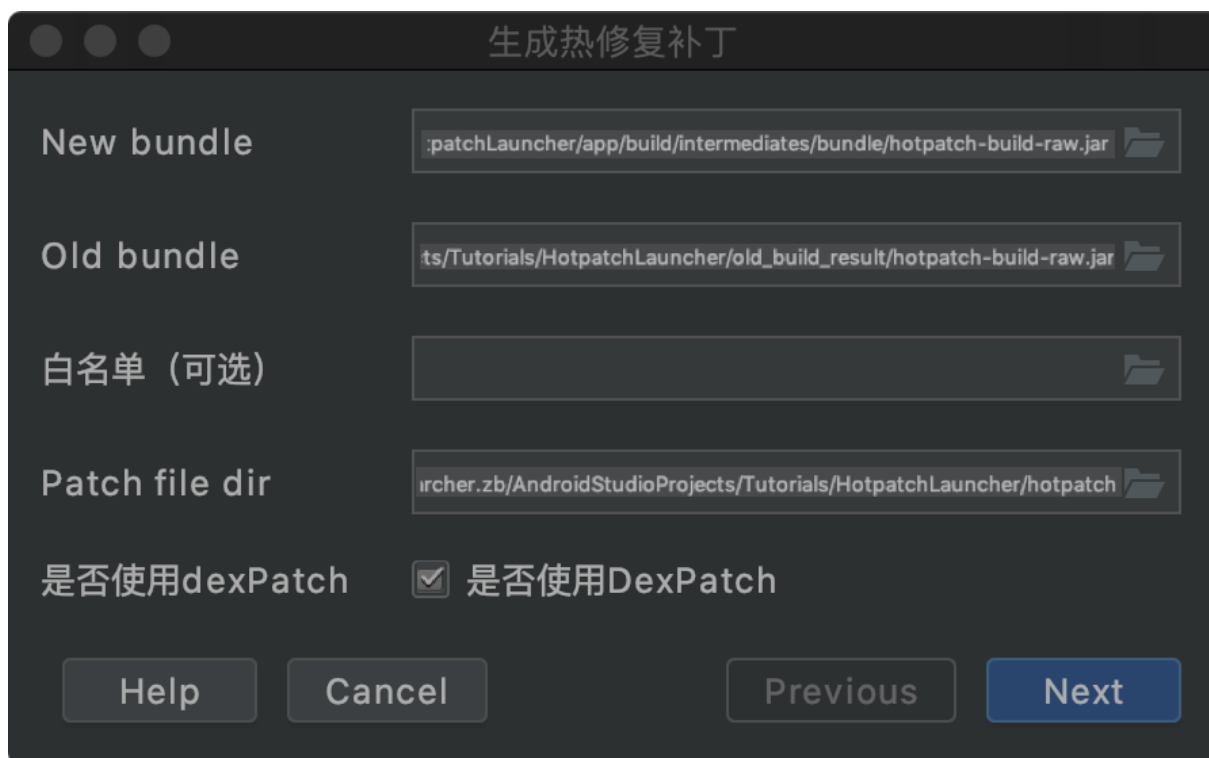 生成热修复补丁
New bundle :patchLauncher/app/build/intermediates/bundle/hotpatch-build-raw.jar
Old bundle ts/Tutorials/HotpatchLauncher/old_build_result/hotpatch-build-raw.jar
白名单（可选）
Patch file dir rcher.zb/AndroidStudioProjects/Tutorials/HotpatchLauncher/hotpatch
是否使用dexPatch 是否使用DexPatch
Help Cancel Previous Next